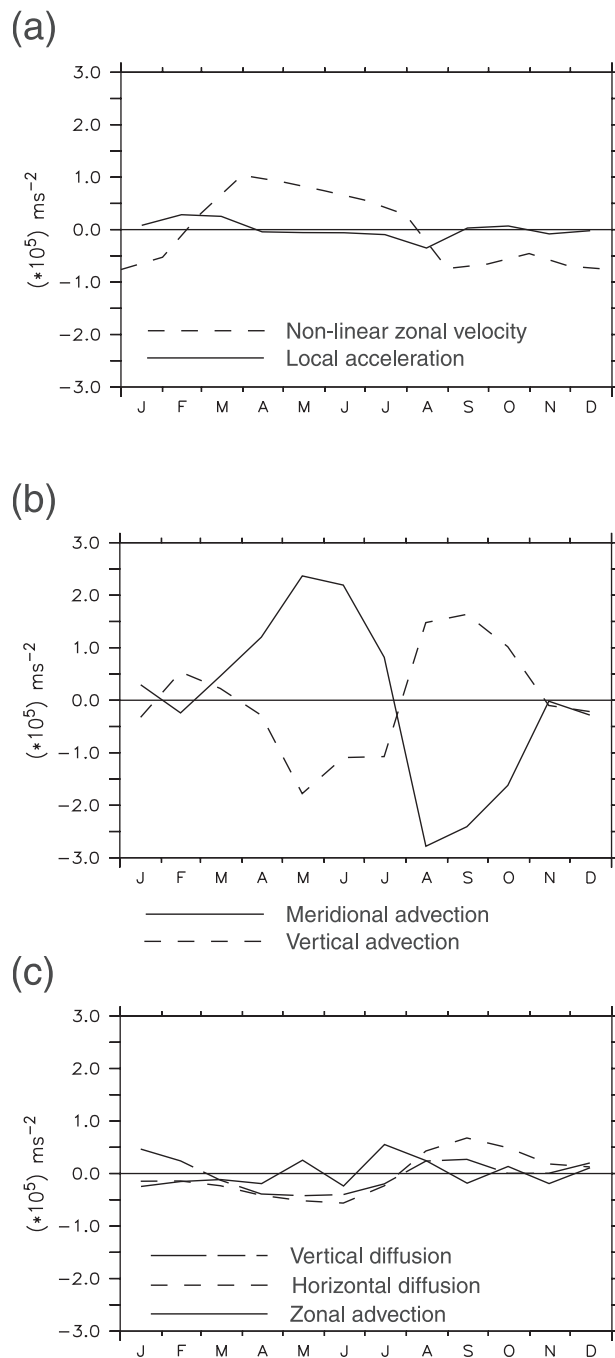 (a)
3.0
2.0
1.0
0.0
−1.0
−2.0
−3.0
(*10⁵) ms⁻²
Non-linear zonal velocity
Local acceleration
J F M A M J J A S O N D
(b)
3.0
2.0
1.0
0.0
−1.0
−2.0
−3.0
(*10⁵) ms⁻²
J F M A M J J A S O N D
Meridional advection
Vertical advection
(c)
3.0
2.0
1.0
0.0
−1.0
−2.0
−3.0
(*10⁵) ms⁻²
Vertical diffusion
Horizontal diffusion
Zonal advection
J F M A M J J A S O N D